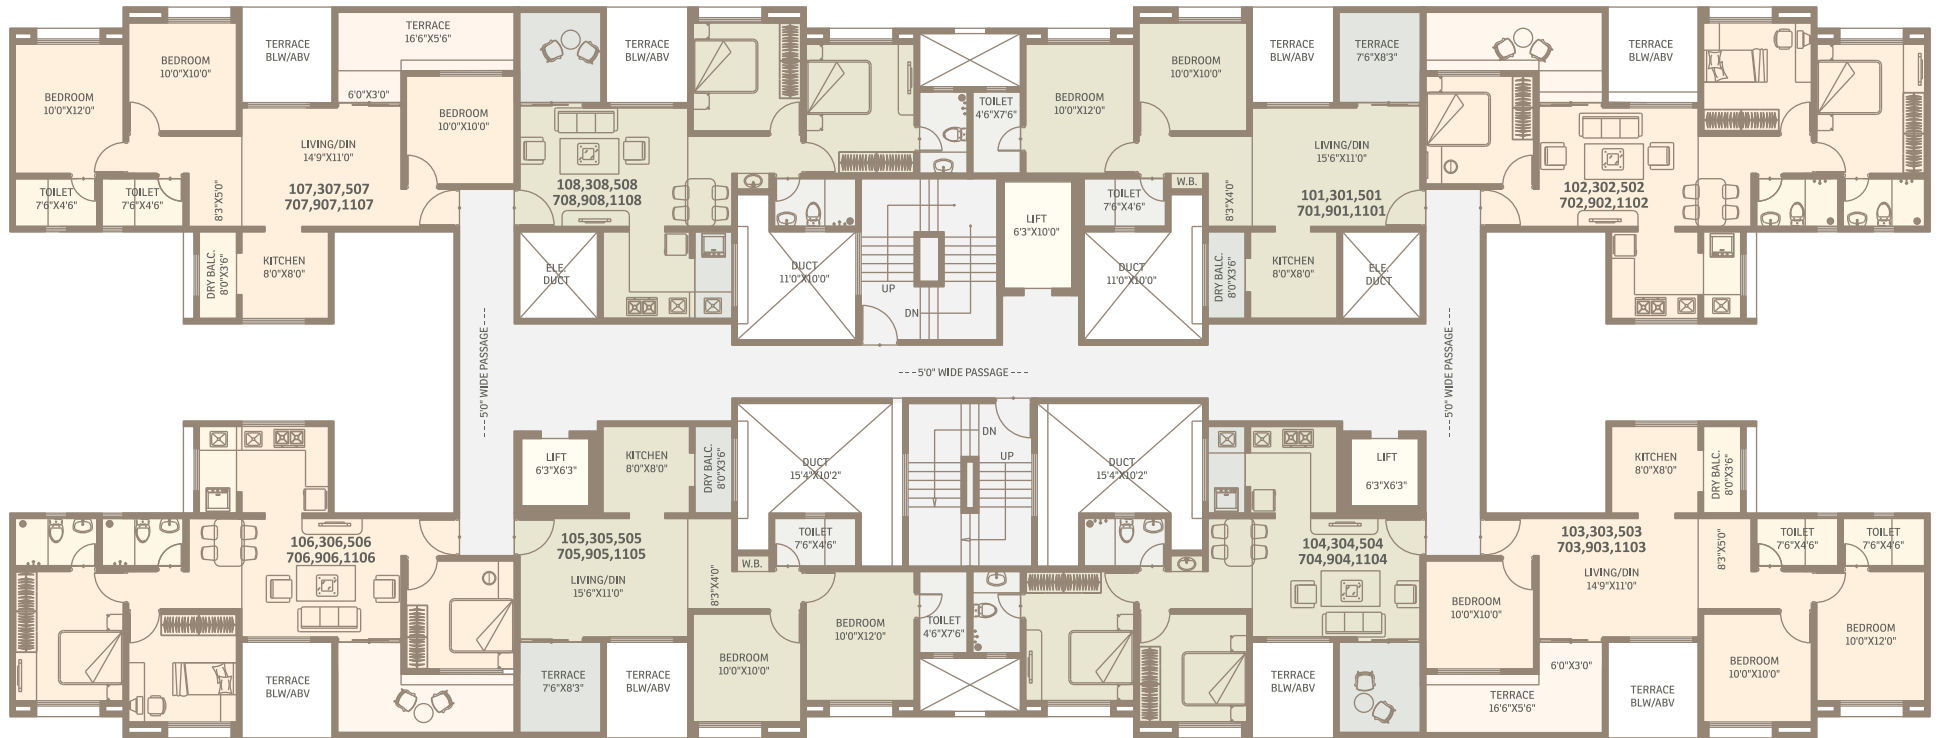 TERRACE
16'6"X5'6"
BEDROOM
10'0"X10'0"
TERRACE
BLW/ABV
BEDROOM
10'0"X12'0"
6'0"X3'0"
BEDROOM
10'0"X10'0"
LIVING/DIN
14'9"X11'0"
107,307,507
707,907,1107
TOILET
7'6"X4'6"
TOILET
7'6"X4'6"
8'3"X5'0"
DRY BALC.
8'0"X3'6"
KITCHEN
8'0"X8'0"
TERRACE
BLW/ABV
108,308,508
708,908,1108
ELE.
DUCT
DUCT
11'0"X10'0"
UP
DN
TOILET
4'6"X7'6"
BEDROOM
10'0"X12'0"
BEDROOM
10'0"X10'0"
TERRACE
BLW/ABV
TERRACE
7'6"X8'3"
LIVING/DIN
15'6"X11'0"
101,301,501
701,901,1101
W.B.
TOILET
7'6"X4'6"
8'3"X4'0"
LIFT
6'3"X10'0"
DUCT
11'0"X10'0"
DRY BALC.
8'0"X3'6"
KITCHEN
8'0"X8'0"
ELE.
DUCT
TERRACE
BLW/ABV
102,302,502
702,902,1102
5'0" WIDE PASSAGE
5'0" WIDE PASSAGE
5'0" WIDE PASSAGE
106,306,506
706,906,1106
TERRACE
BLW/ABV
LIFT
6'3"X6'3"
KITCHEN
8'0"X8'0"
DRY BALC.
8'0"X3'6"
DUCT
15'4"X10'2"
105,305,505
705,905,1105
LIVING/DIN
15'6"X11'0"
8'3"X4'0"
W.B.
TOILET
7'6"X4'6"
BEDROOM
10'0"X12'0"
BEDROOM
10'0"X10'0"
TERRACE
7'6"X8'3"
TERRACE
BLW/ABV
TOILET
4'6"X7'6"
DN
UP
DUCT
15'4"X10'2"
LIFT
6'3"X6'3"
104,304,504
704,904,1104
TERRACE
BLW/ABV
KITCHEN
8'0"X8'0"
DRY BALC.
8'0"X3'6"
103,303,503
703,903,1103
LIVING/DIN
14'9"X11'0"
8'3"X5'0"
TOILET
7'6"X4'6"
TOILET
7'6"X4'6"
BEDROOM
10'0"X10'0"
BEDROOM
10'0"X12'0"
BEDROOM
10'0"X10'0"
6'0"X3'0"
TERRACE
16'6"X5'6"
TERRACE
BLW/ABV